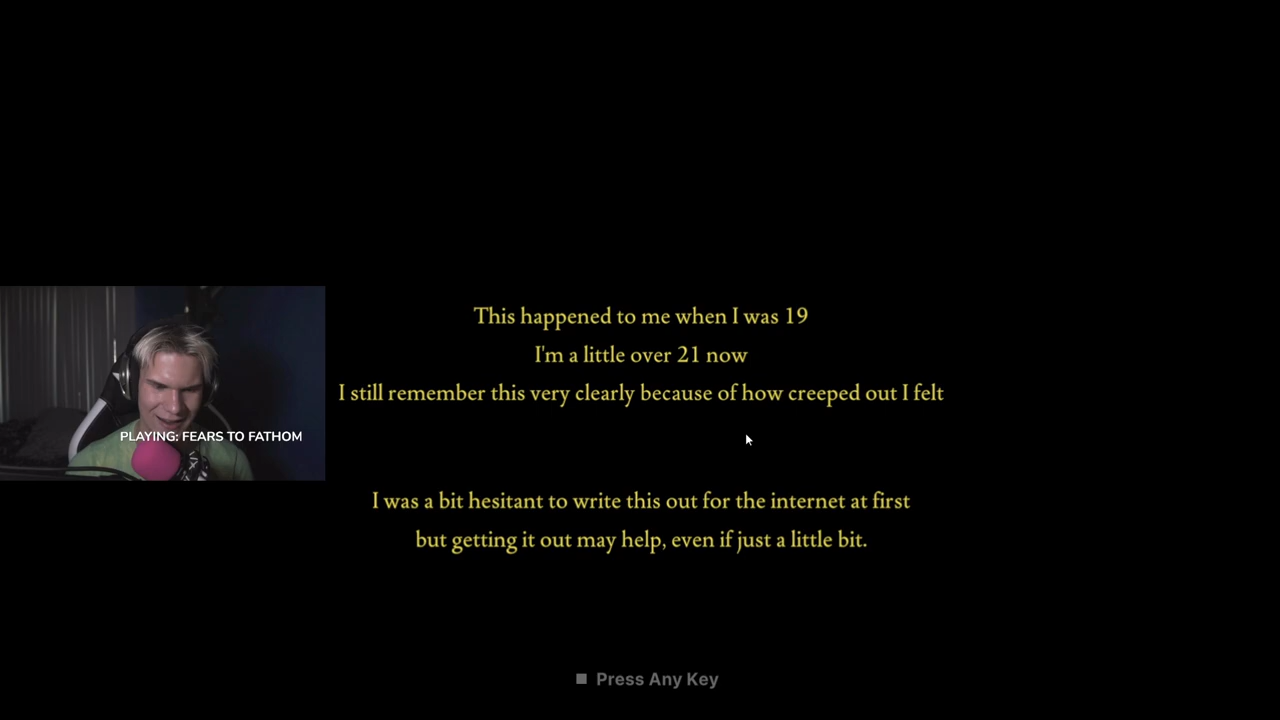 This happened to me when I was 19
I'm a little over 21 now
I still remember this very clearly because of how creeped out I felt
PLAYING: FEARS TO FATHOM
I was a bit hesitant to write this out for the internet at first
but getting it out may help, even if just a little bit.
Press Any Key